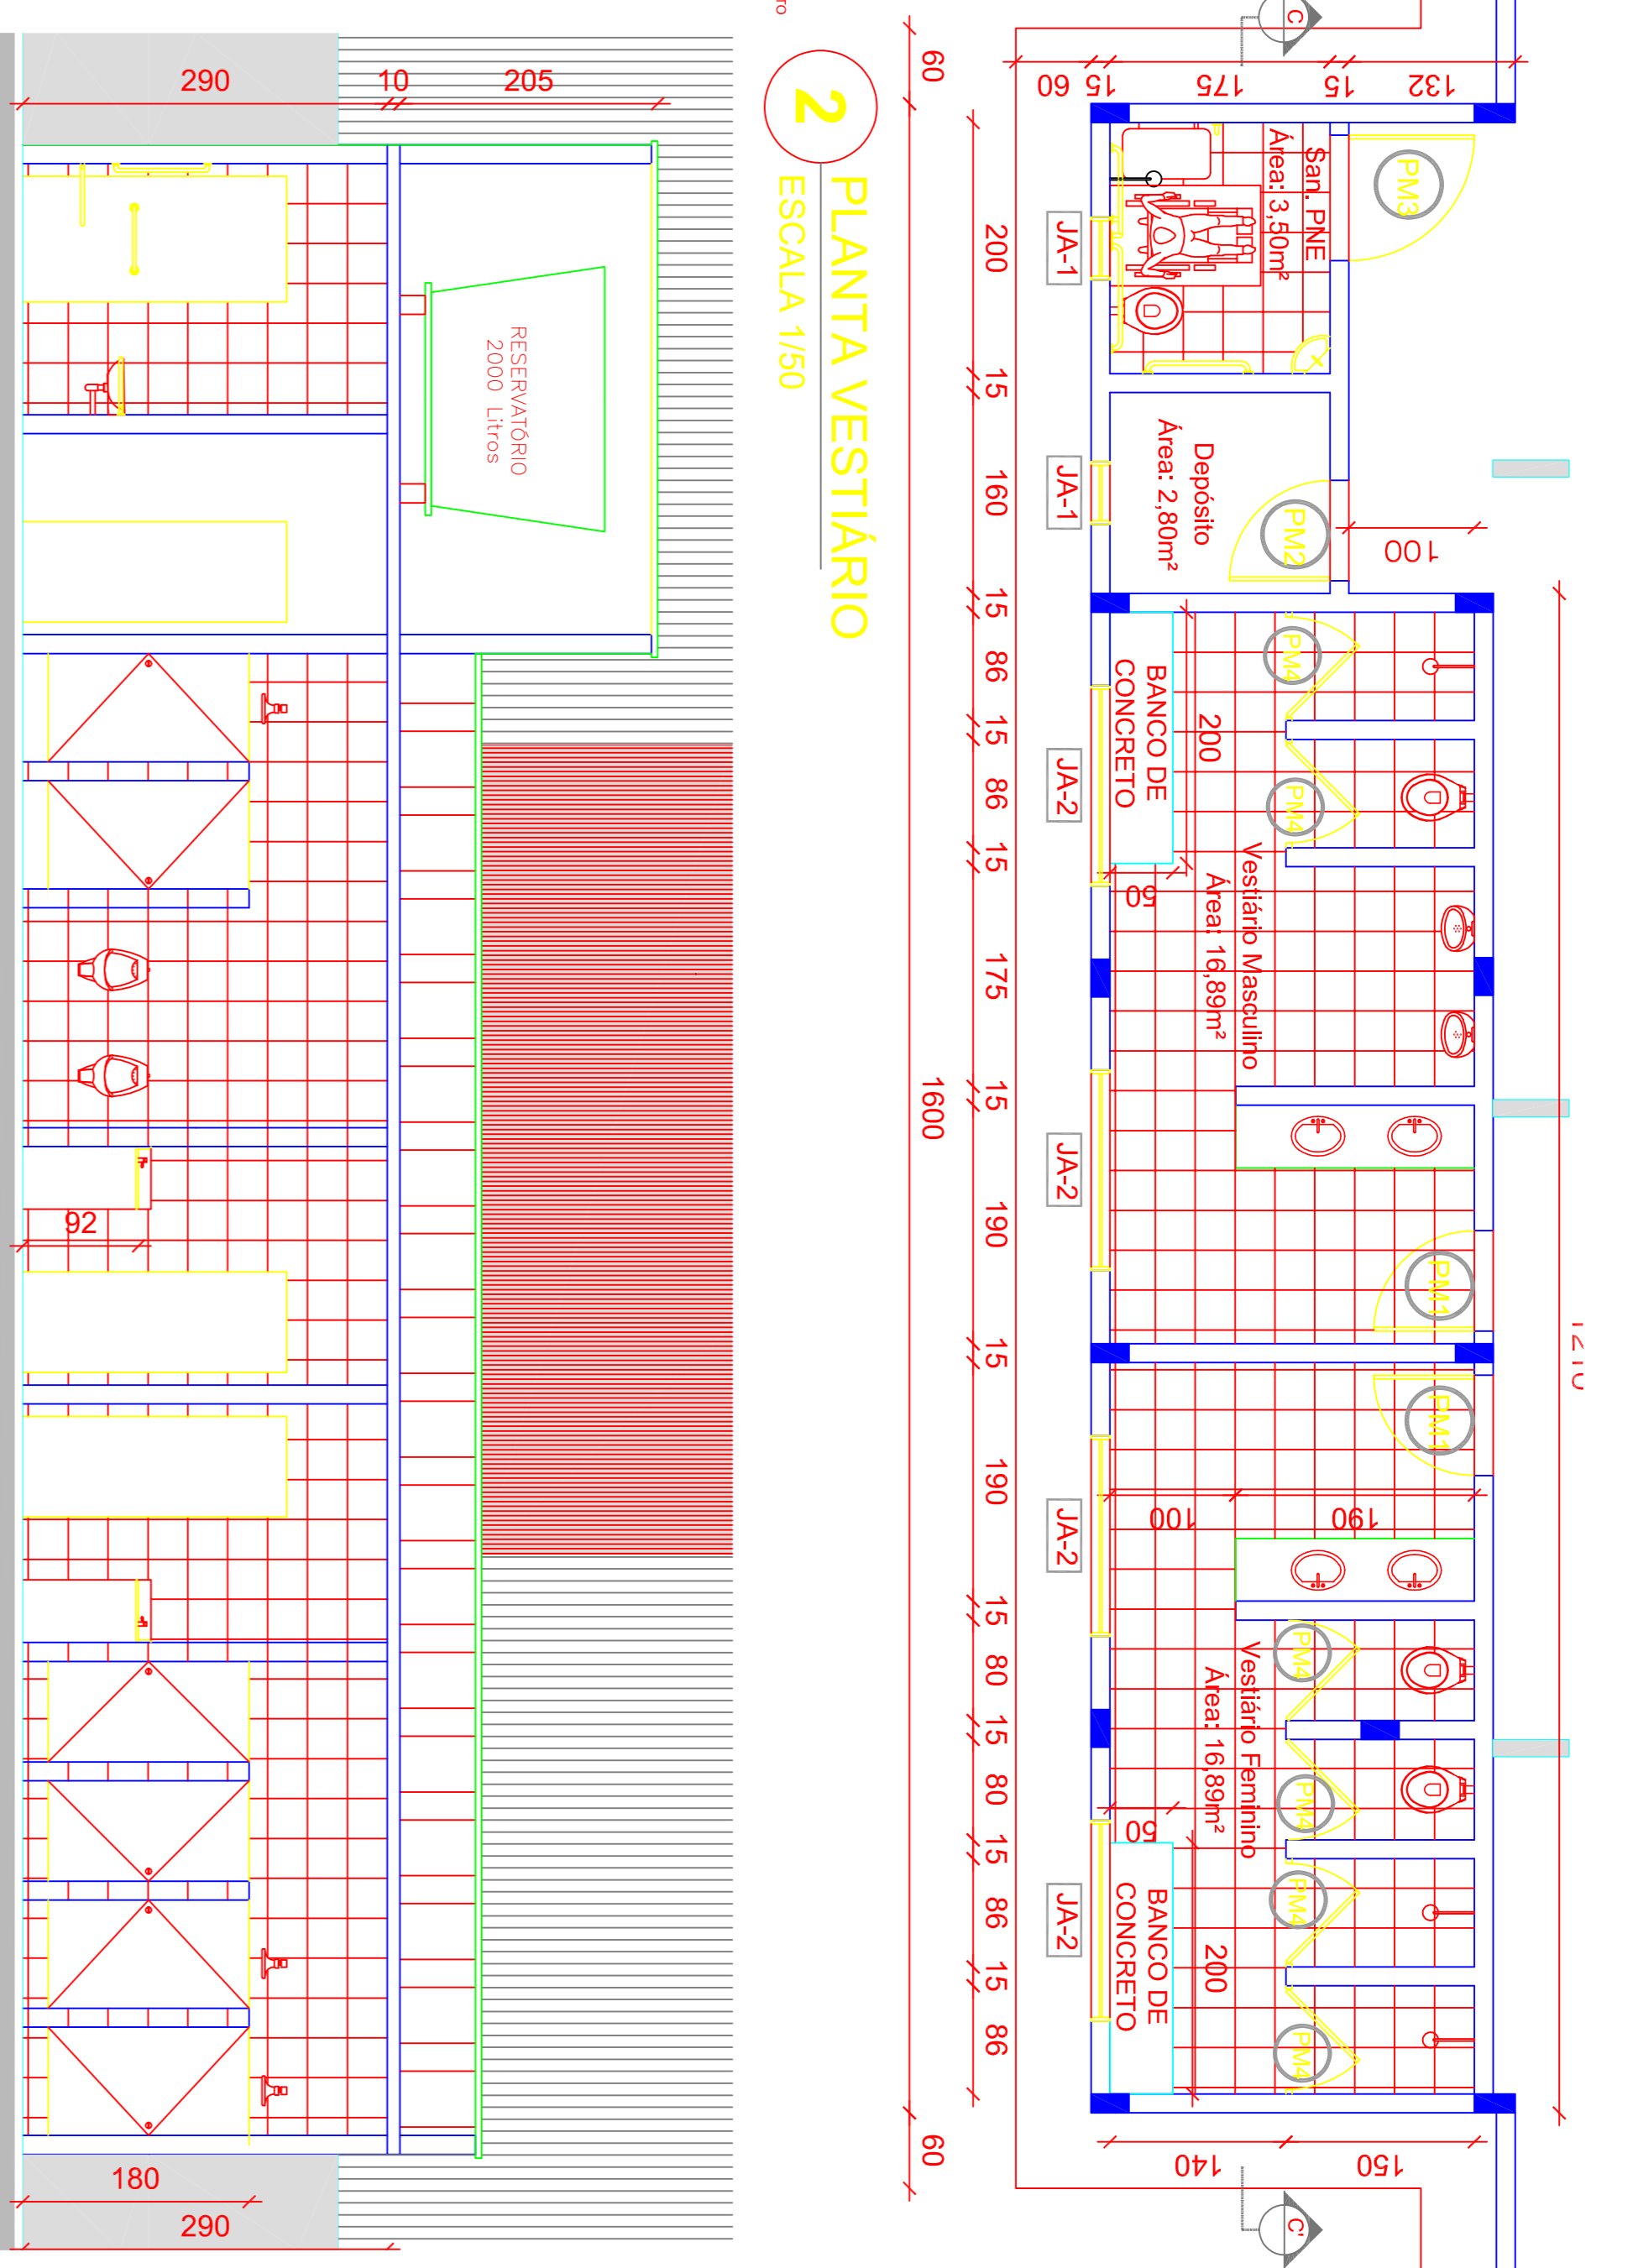 C
132
15
175
15
60
PM3
San. PNE
Área: 3,50m²
JA-1
Depósito
Área: 2,80m²
PM2
100
JA-1
PM4
PM4
BANCO DE
CONCRETO
200
50
JA-2
Vestiário Masculino
Área: 16,89m²
JA-2
PM1
PM1
100
190
JA-2
PM4
PM4
PM4
PM4
Vestiário Feminino
Área: 16,89m²
50
BANCO DE
CONCRETO
200
JA-2
140
150
C'
200
15
160
15
86
15
86
15
175
15
190
15
190
15
80
15
80
15
86
15
86
60
1600
60
2
PLANTA VESTIÁRIO
ESCALA 1/50
290
10
205
RESERVATÓRIO
2000 Litros
92
180
290